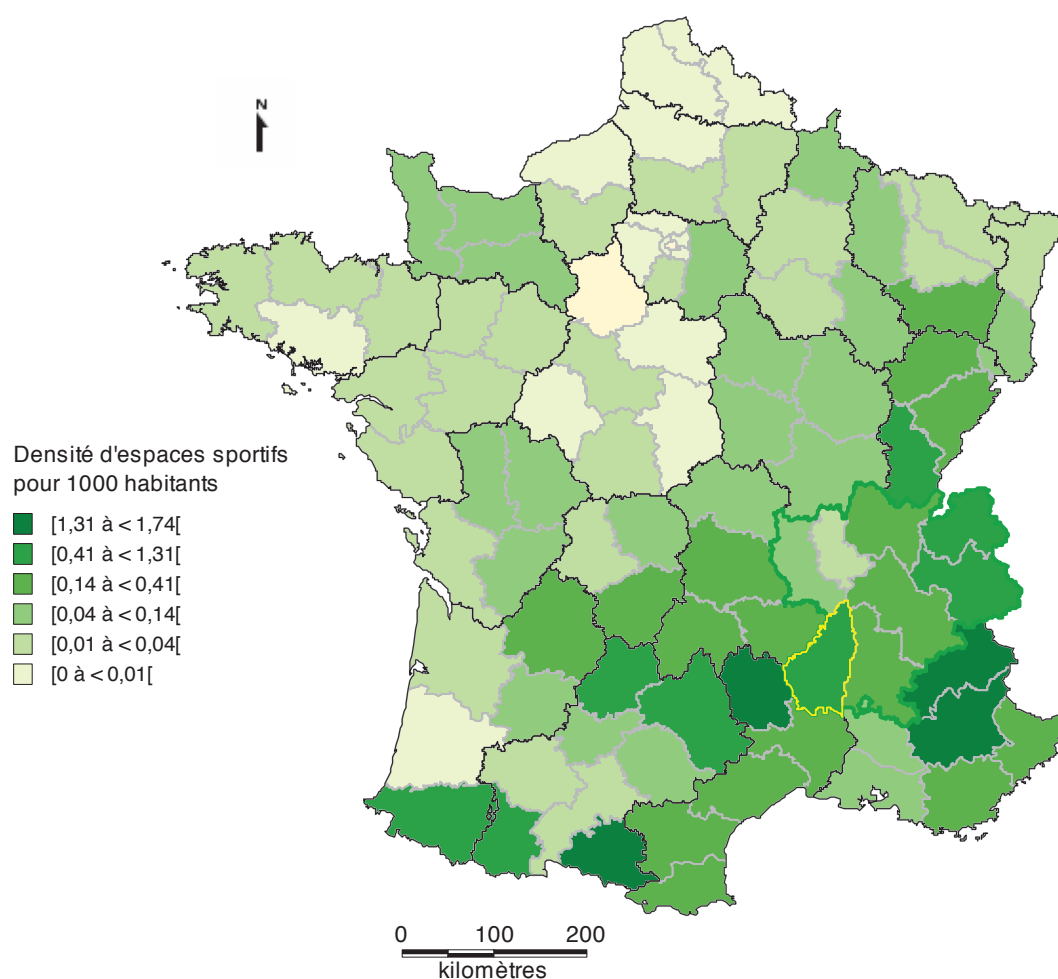 N
Densité d'espaces sportifs
pour 1000 habitants
[1,31 à < 1,74[
[0,41 à < 1,31[
[0,14 à < 0,41[
[0,04 à < 0,14[
[0,01 à < 0,04[
[0 à < 0,01[
0 100 200
kilomètres